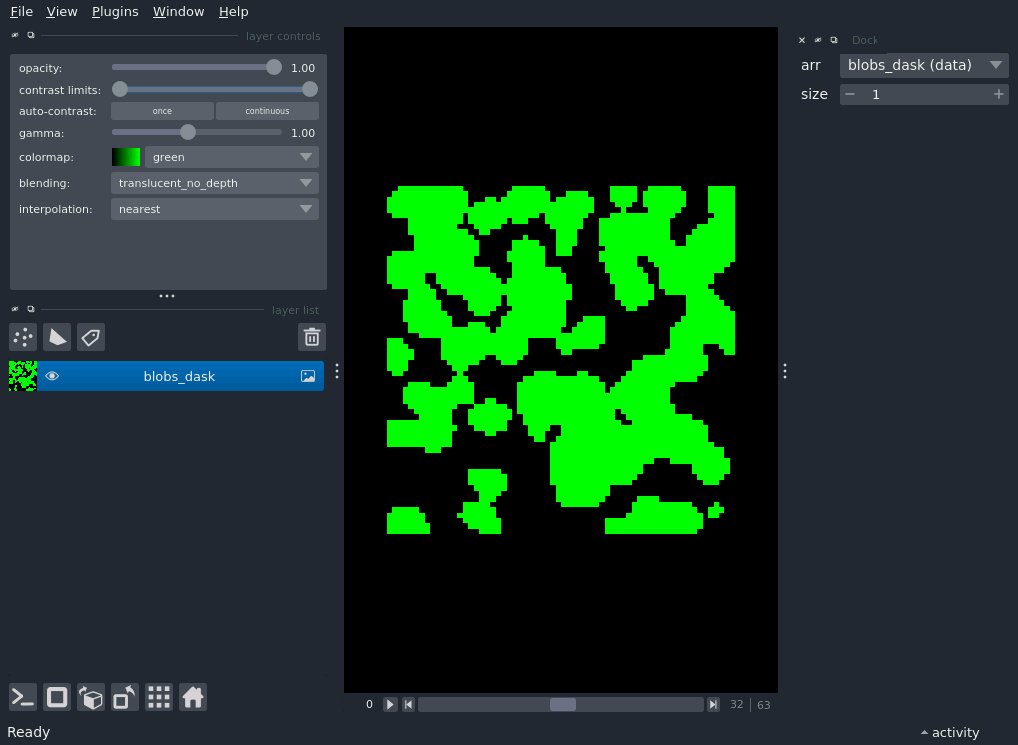 File View Plugins Window Help
layer controls
opacity: 1.00
contrast limits:
auto-contrast: once continuous
gamma: 1.00
colormap: green
blending: translucent_no_depth
interpolation: nearest
layer list
blobs_dask
Dock
arr blobs_dask (data)
size − 1 +
0 32 | 63
Ready
activity